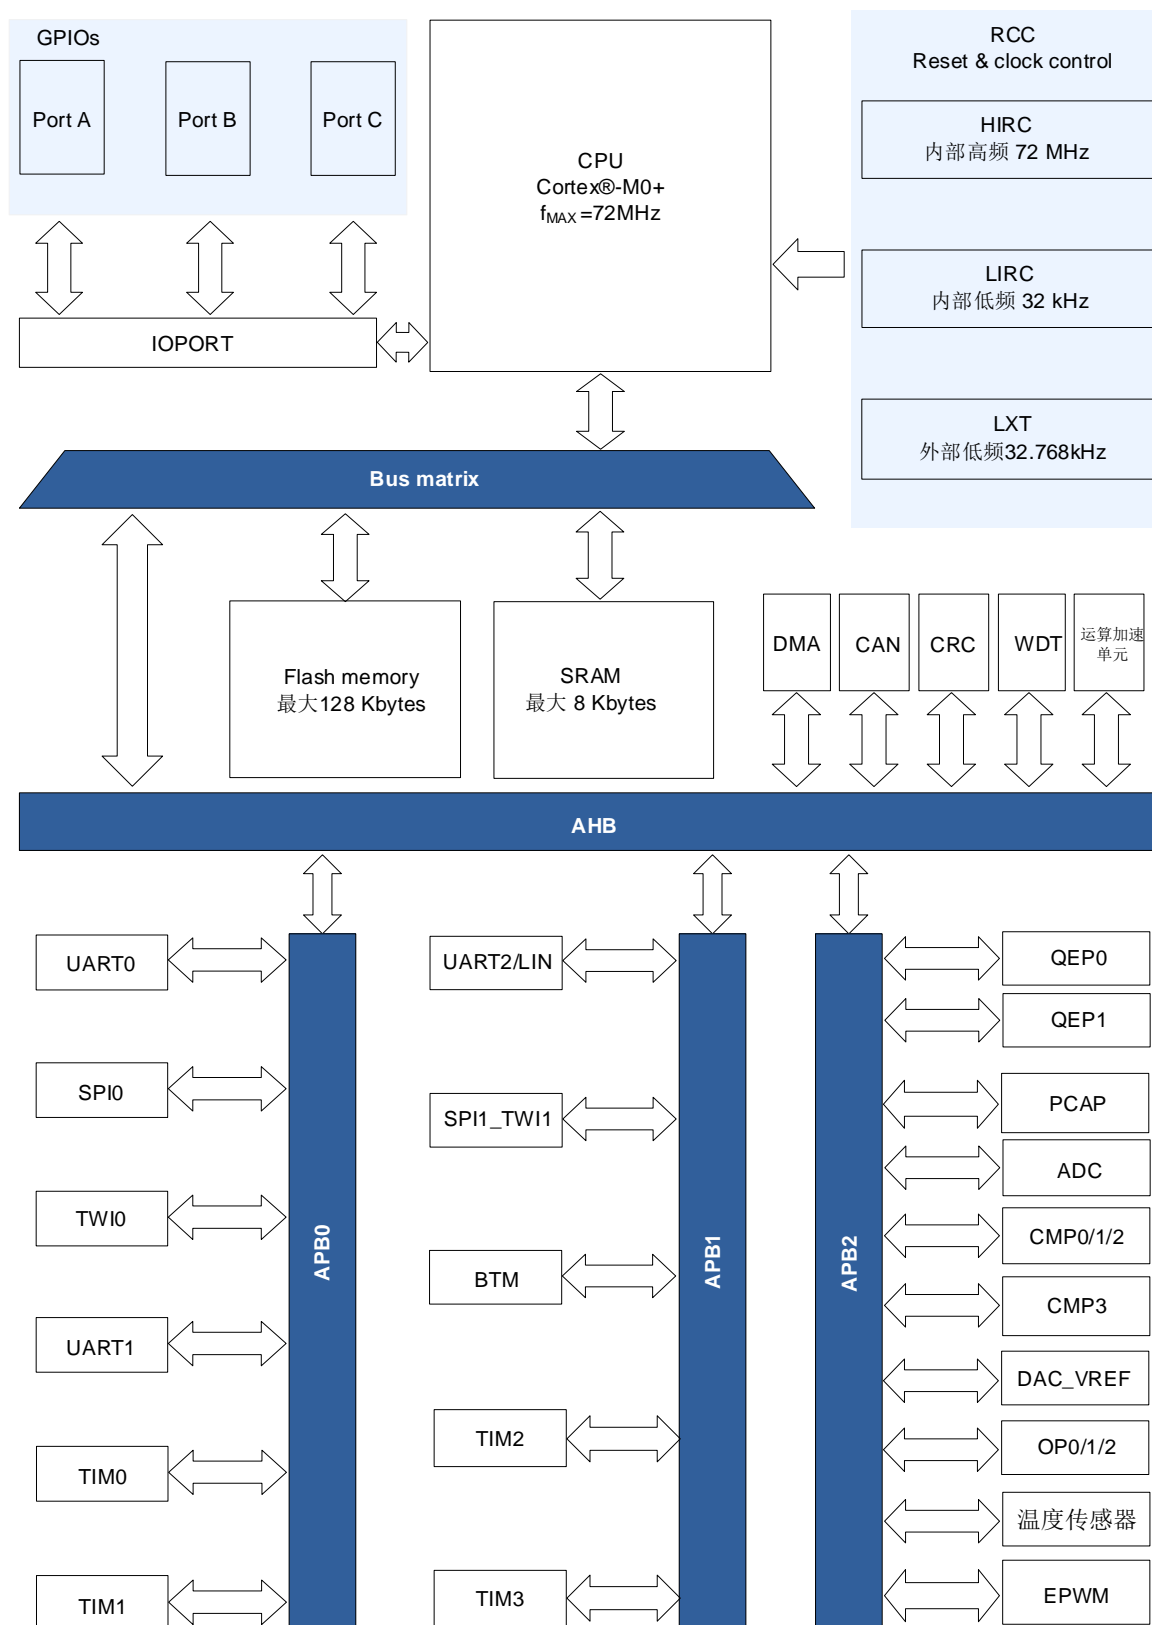 GPIOs
Port A
Port B
Port C
IOPORT
CPU
Cortex®-M0+
fMAX =72MHz
RCC
Reset & clock control
HIRC
内部高频 72 MHz
LIRC
内部低频 32 kHz
LXT
外部低频32.768kHz
Bus matrix
Flash memory
最大128 Kbytes
SRAM
最大 8 Kbytes
DMA
CAN
CRC
WDT
运算加速
单元
AHB
UART0
SPI0
TWI0
UART1
TIM0
TIM1
APB0
UART2/LIN
SPI1_TWI1
BTM
TIM2
TIM3
APB1
APB2
QEP0
QEP1
PCAP
ADC
CMP0/1/2
CMP3
DAC_VREF
OP0/1/2
温度传感器
EPWM